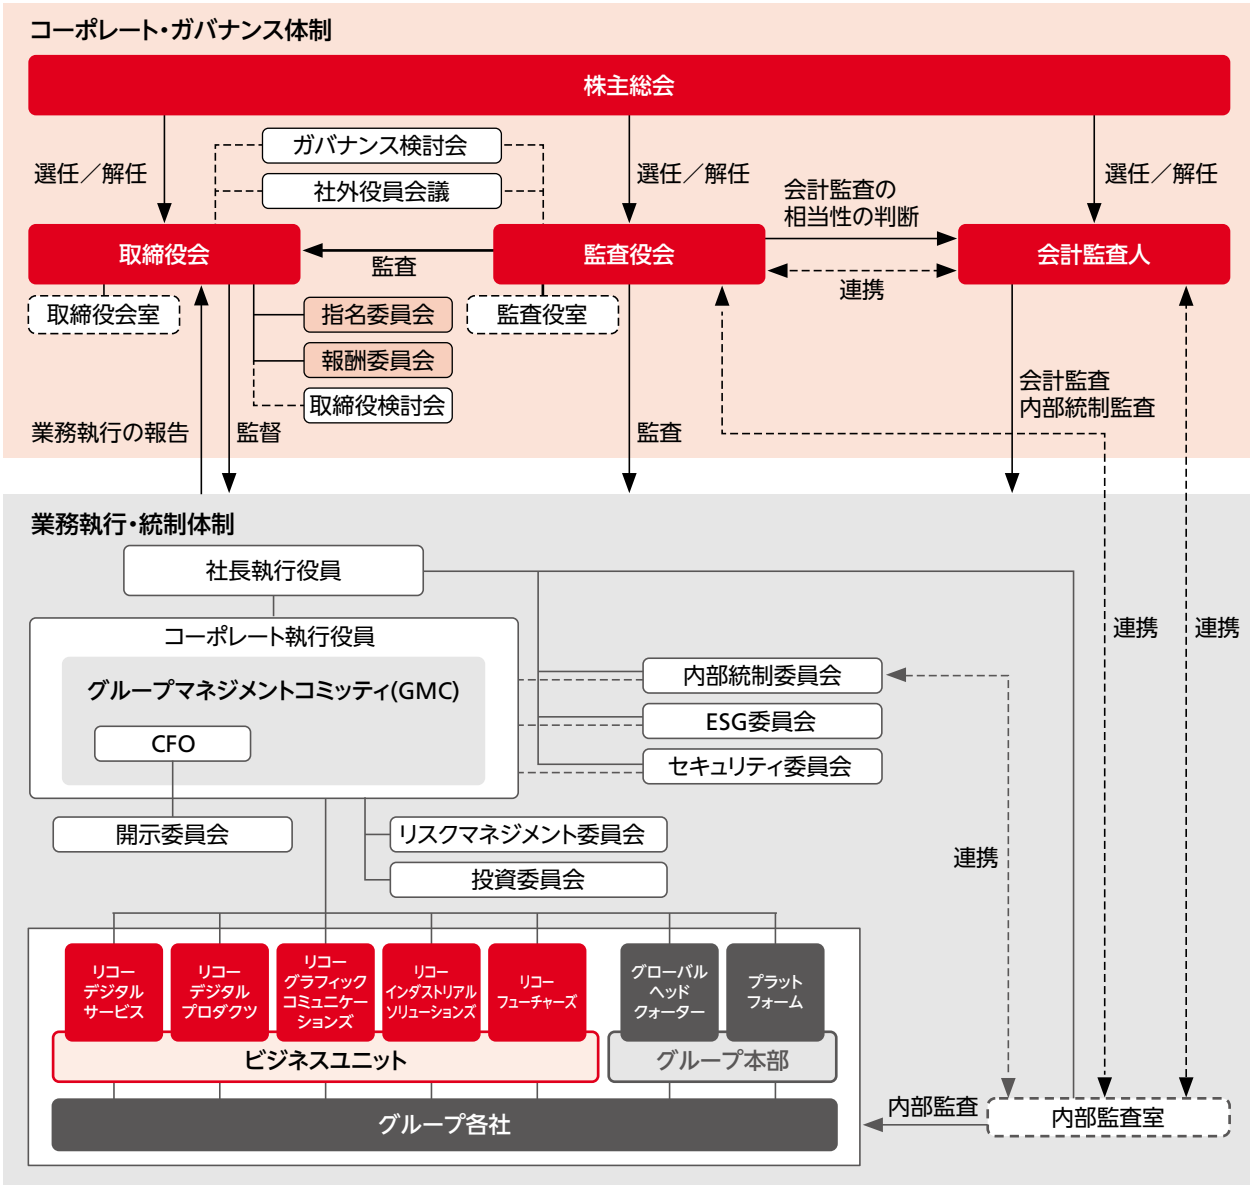 コーポレート・ガバナンス体制
株主総会
選任／解任
ガバナンス検討会
社外役員会議
選任／解任
会計監査の
相当性の判断
選任／解任
取締役会
監査
監査役会
連携
会計監査人
取締役会室
指名委員会
報酬委員会
取締役検討会
監査役室
業務執行の報告
監督
監査
会計監査
内部統制監査
業務執行・統制体制
社長執行役員
コーポレート執行役員
グループマネジメントコミッティ(GMC)
CFO
開示委員会
内部統制委員会
ESG委員会
セキュリティ委員会
連携
連携
リスクマネジメント委員会
投資委員会
連携
リコー
デジタル
サービス
リコー
デジタル
プロダクツ
リコー
グラフィック
コミュニケー
ションズ
リコー
インダストリアル
ソリューションズ
リコー
フューチャーズ
グローバル
ヘッド
クォーター
プラット
フォーム
ビジネスユニット
グループ本部
グループ各社
内部監査
内部監査室